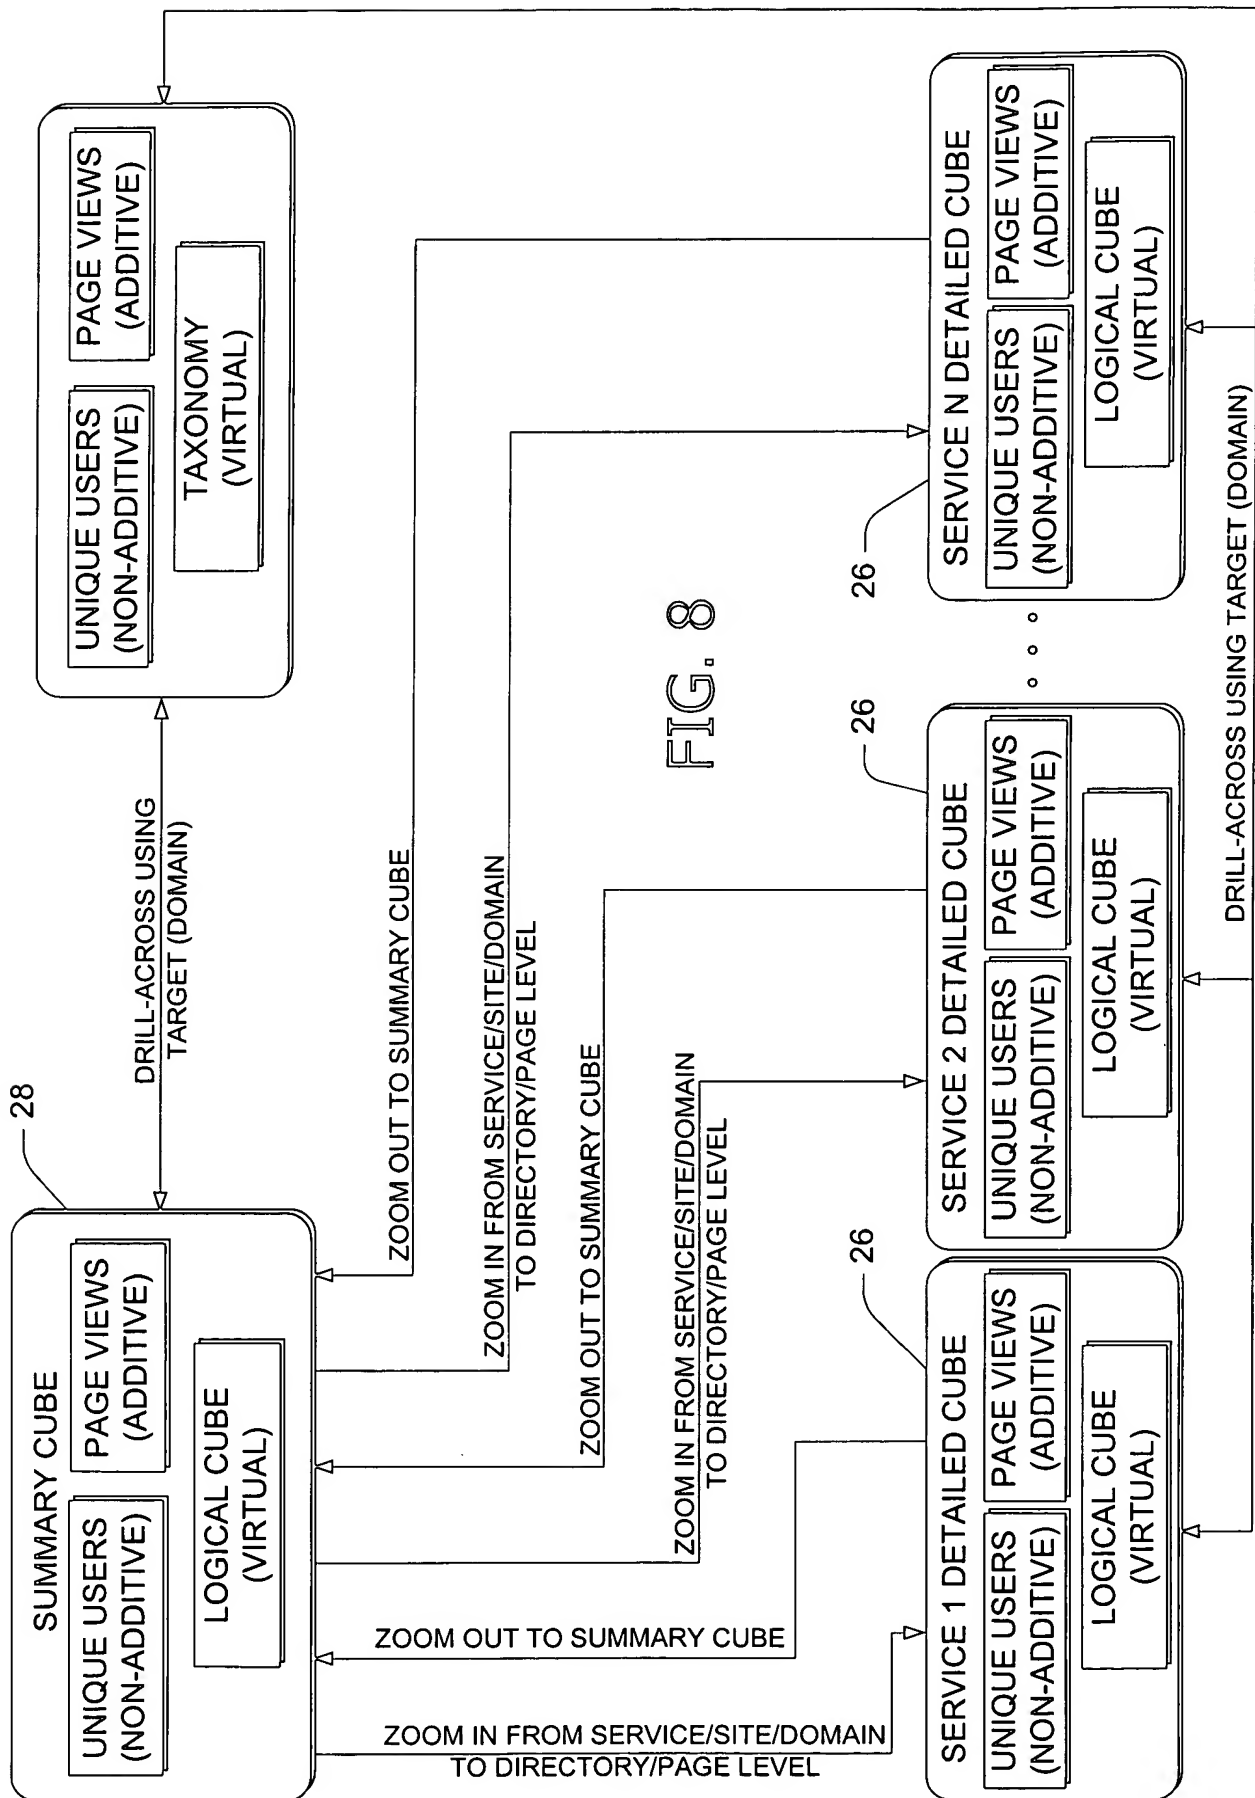 SUMMARY CUBE
28
UNIQUE USERS
(NON-ADDITIVE)
PAGE VIEWS
(ADDITIVE)
LOGICAL CUBE
(VIRTUAL)
DRILL-ACROSS USING
TARGET (DOMAIN)
UNIQUE USERS
(NON-ADDITIVE)
PAGE VIEWS
(ADDITIVE)
TAXONOMY
(VIRTUAL)
ZOOM OUT TO SUMMARY CUBE
ZOOM IN FROM SERVICE/SITE/DOMAIN
TO DIRECTORY/PAGE LEVEL
ZOOM OUT TO SUMMARY CUBE
ZOOM IN FROM SERVICE/SITE/DOMAIN
TO DIRECTORY/PAGE LEVEL
ZOOM OUT TO SUMMARY CUBE
ZOOM IN FROM SERVICE/SITE/DOMAIN
TO DIRECTORY/PAGE LEVEL
FIG. 8
26
SERVICE 1 DETAILED CUBE
UNIQUE USERS
(NON-ADDITIVE)
PAGE VIEWS
(ADDITIVE)
LOGICAL CUBE
(VIRTUAL)
26
SERVICE 2 DETAILED CUBE
UNIQUE USERS
(NON-ADDITIVE)
PAGE VIEWS
(ADDITIVE)
LOGICAL CUBE
(VIRTUAL)
26
SERVICE N DETAILED CUBE
UNIQUE USERS
(NON-ADDITIVE)
PAGE VIEWS
(ADDITIVE)
LOGICAL CUBE
(VIRTUAL)
DRILL-ACROSS USING TARGET (DOMAIN)